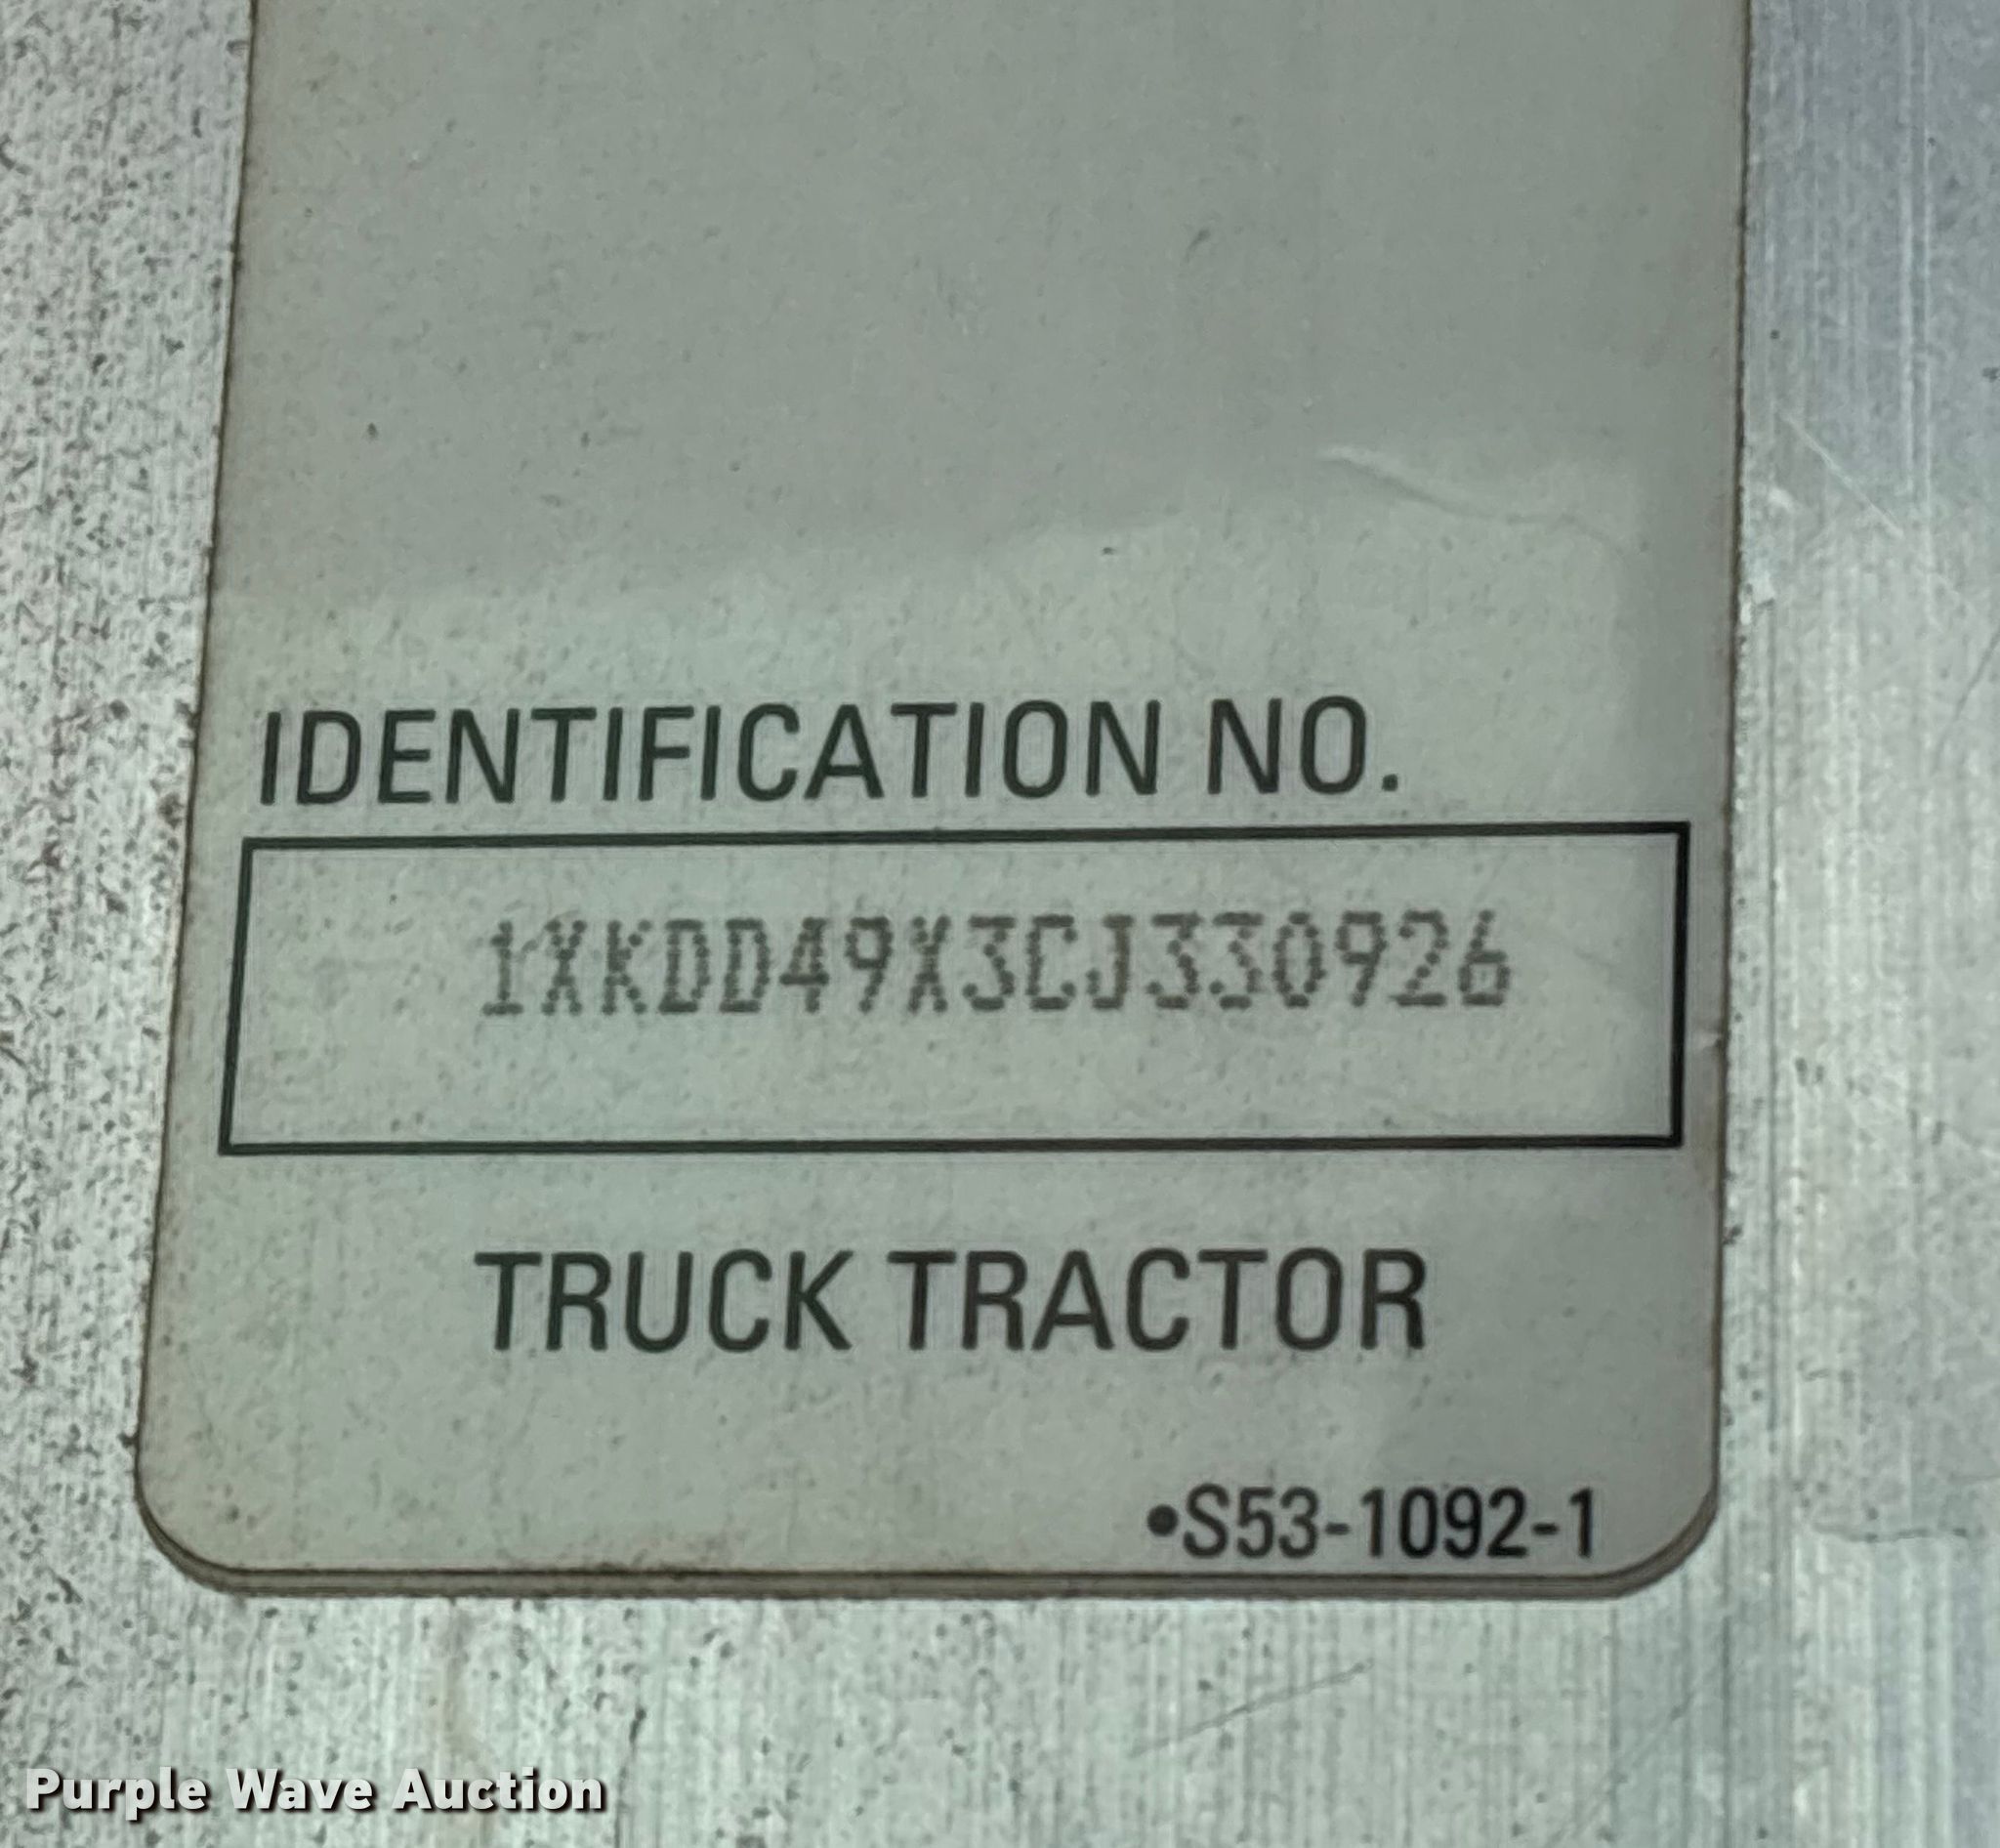 IDENTIFICATION NO.
1XKDD49X3CJ330926
TRUCK TRACTOR
•S53-1092-1
Purple Wave Auction